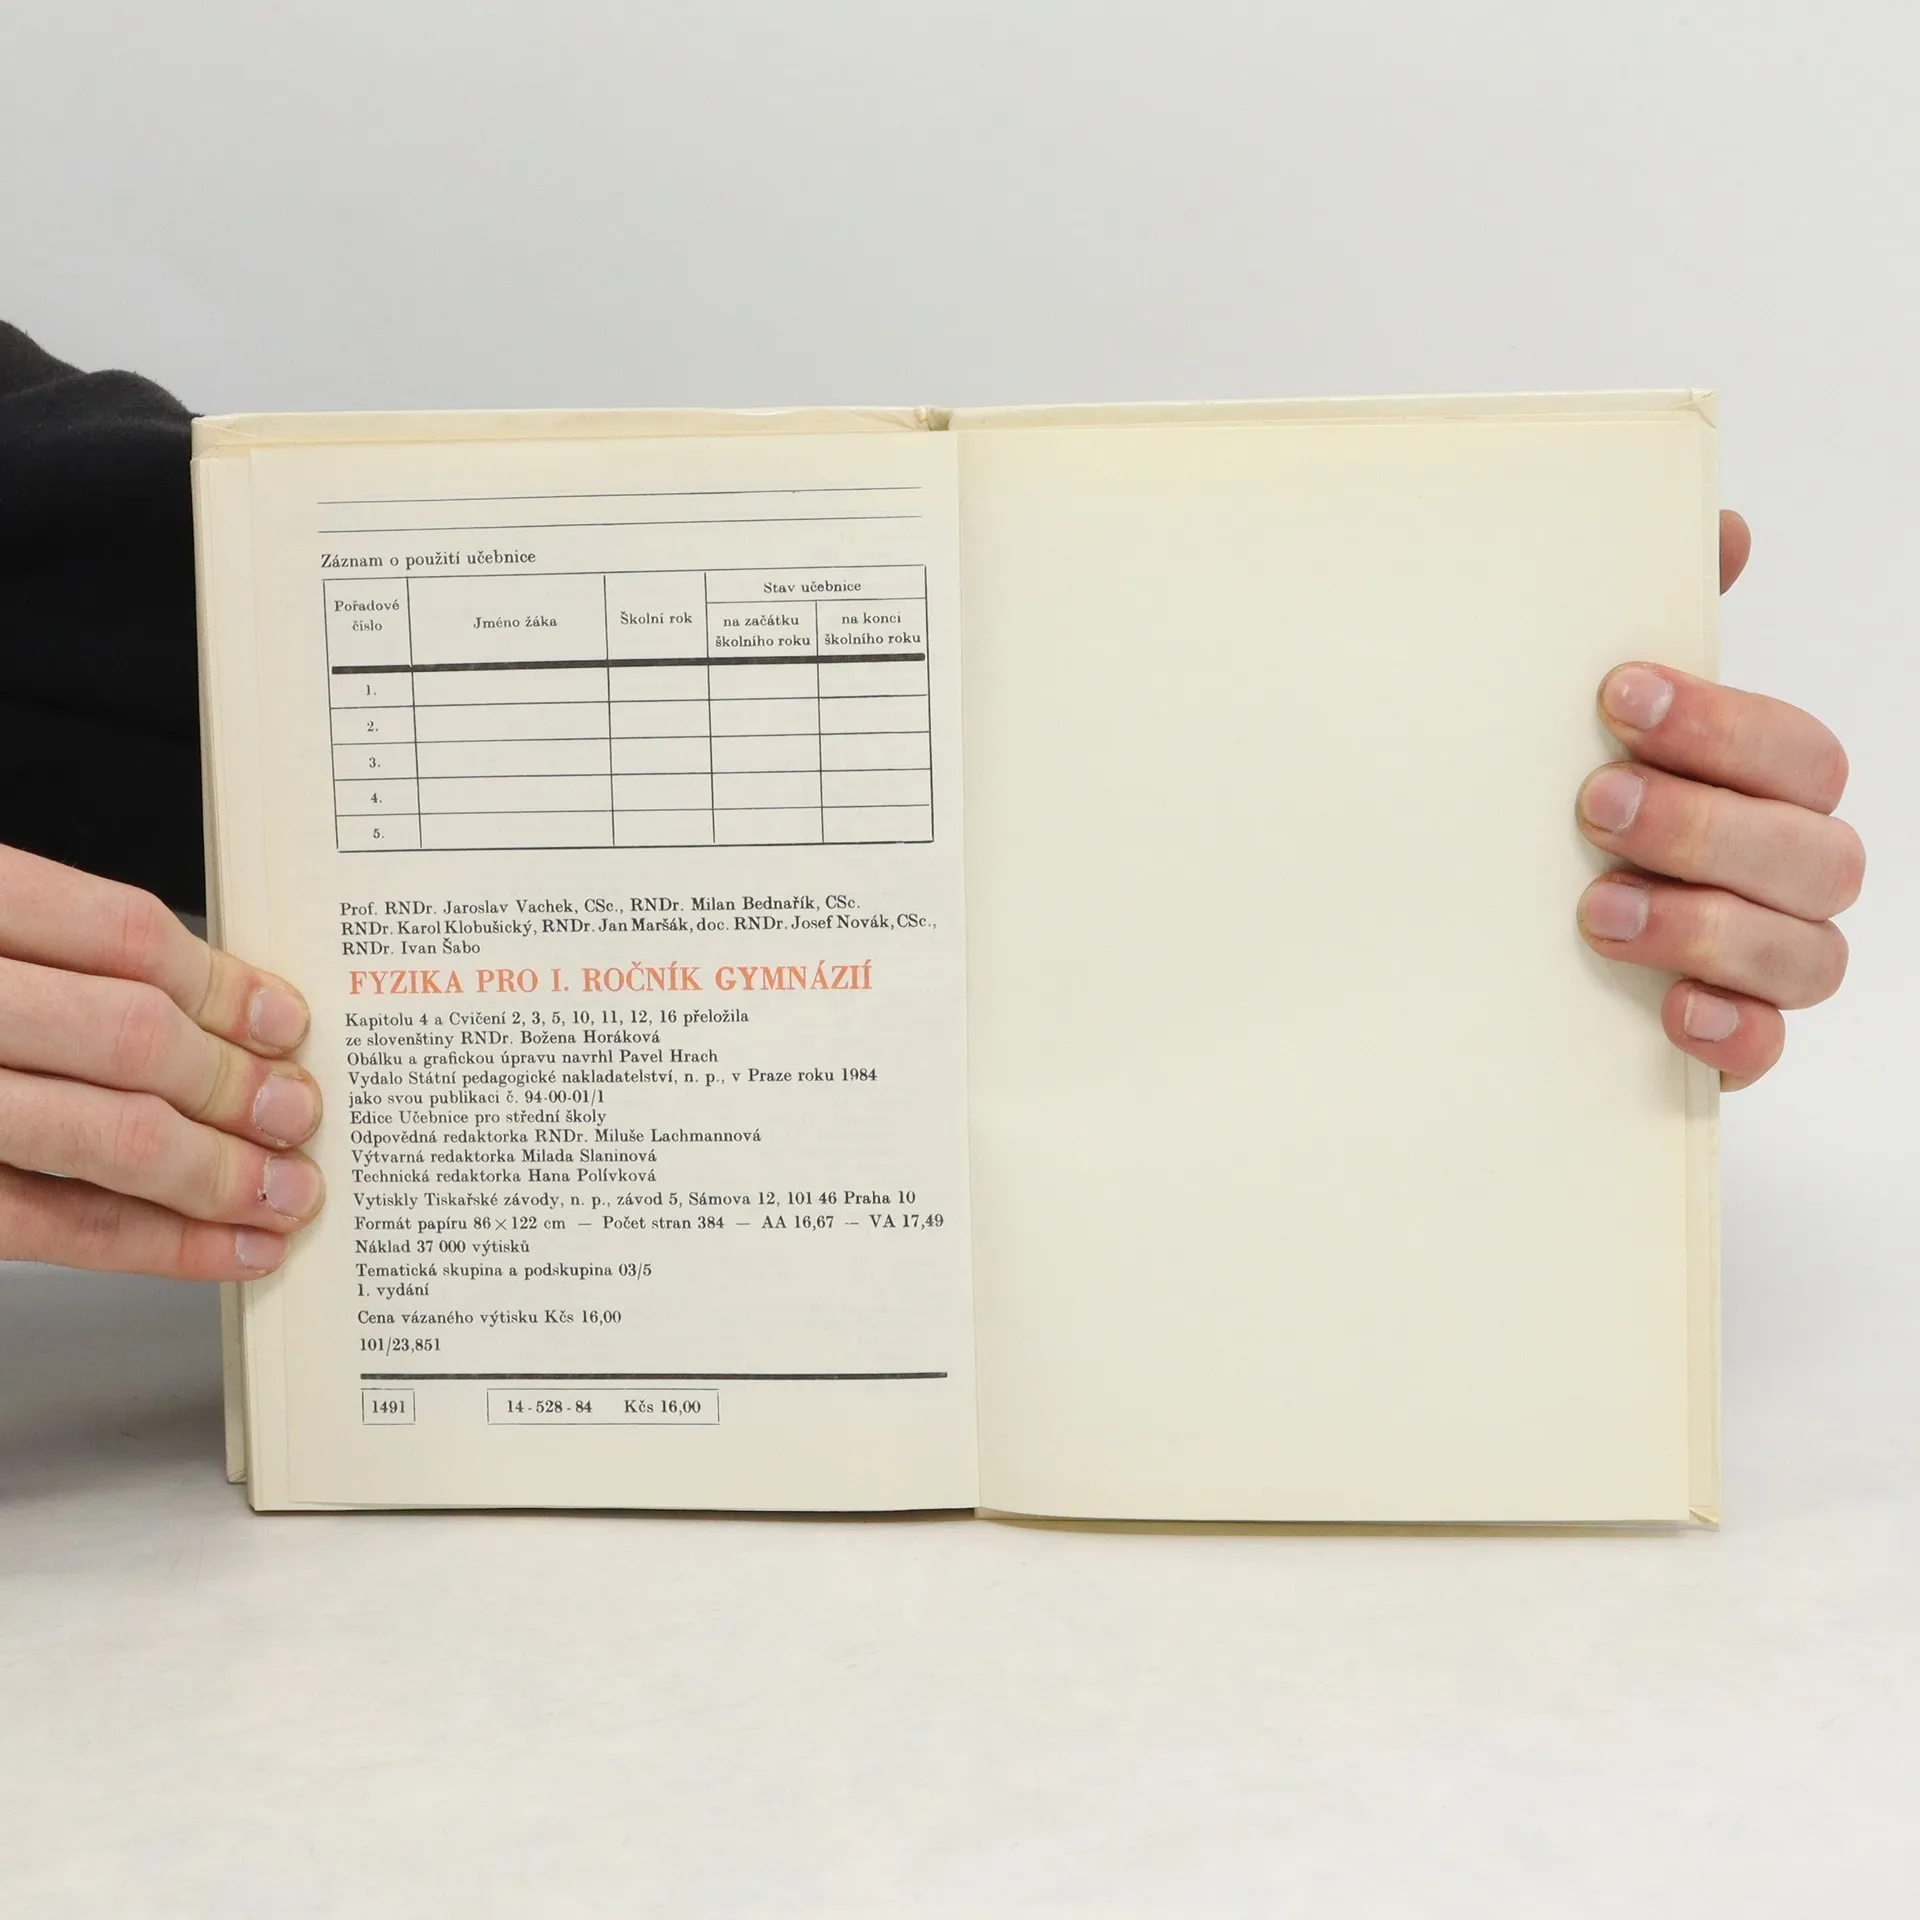 Záznam o použití učebnice
Pořadové číslo
Jméno žáka
Školní rok
Stav učebnice
na začátku školního roku
na konci školního roku
1.
2.
3.
4.
5.
Prof. RNDr. Jaroslav Vachek, CSc., RNDr. Milan Bednařík, CSc.
RNDr. Karol Klobušický, RNDr. Jan Maršák, doc. RNDr. Josef Novák, CSc.,
RNDr. Ivan Šabo
FYZIKA PRO I. ROČNÍK GYMNÁZIÍ
Kapitolu 4 a Cvičení 2, 3, 5, 10, 11, 12, 16 přeložila
ze slovenštiny RNDr. Božena Horáková
Obálku a grafickou úpravu navrhl Pavel Hrach
Vydalo Státní pedagogické nakladatelství, n. p., v Praze roku 1984
jako svou publikaci č. 94-00-01/1
Edice Učebnice pro střední školy
Odpovědná redaktorka RNDr. Miluše Lachmannová
Výtvarná redaktorka Milada Slaninová
Technická redaktorka Hana Polívková
Vytiskly Tiskařské závody, n. p., závod 5, Sámova 12, 101 46 Praha 10
Formát papíru 86 × 122 cm — Počet stran 384 — AA 16,67 — VA 17,49
Náklad 37 000 výtisků
Tematická skupina a podskupina 03/5
1. vydání
Cena vázaného výtisku Kčs 16,00
101/23,851
1491
14-528-84 Kčs 16,00